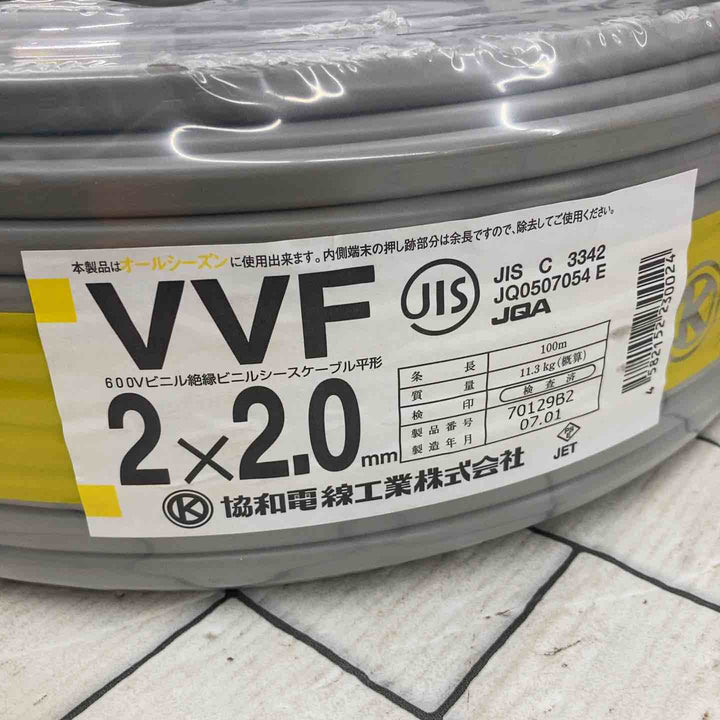 本製品はオールシーズンに使用出来ます。内側端末の押し跡部分は余長ですので、除去してご使用ください。
VVF
JIS
JIS C 3342
JQ0507054 E
JQA
600Vビニル絶縁ビニルシースケーブル平形
2×2.0mm
条長 100m
質量 11.3kg(概算)
検印 検査済
製品番号 70129B2
製造年月 07.01
PS E
JET
K 協和電線工業株式会社
K
4582152230024